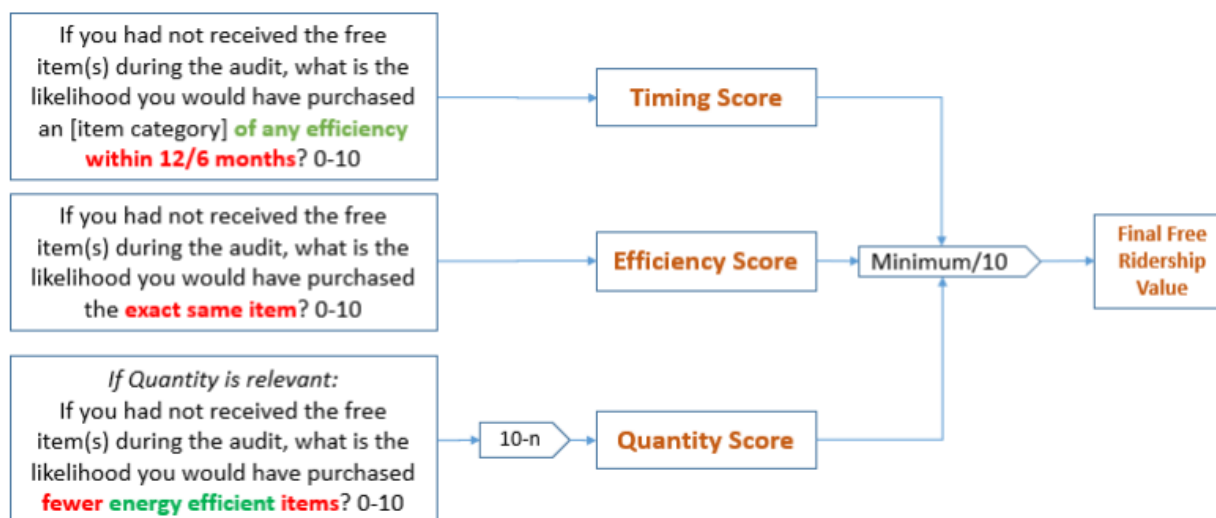 If you had not received the free
item(s) during the audit, what is the
likelihood you would have purchased
an [item category] of any efficiency
within 12/6 months? 0-10
Timing Score
If you had not received the free
item(s) during the audit, what is the
likelihood you would have purchased
the exact same item? 0-10
Efficiency Score
Minimum/10
Final Free
Ridership
Value
If Quantity is relevant:
If you had not received the free
item(s) during the audit, what is the
likelihood you would have purchased
fewer energy efficient items? 0-10
10-n
Quantity Score